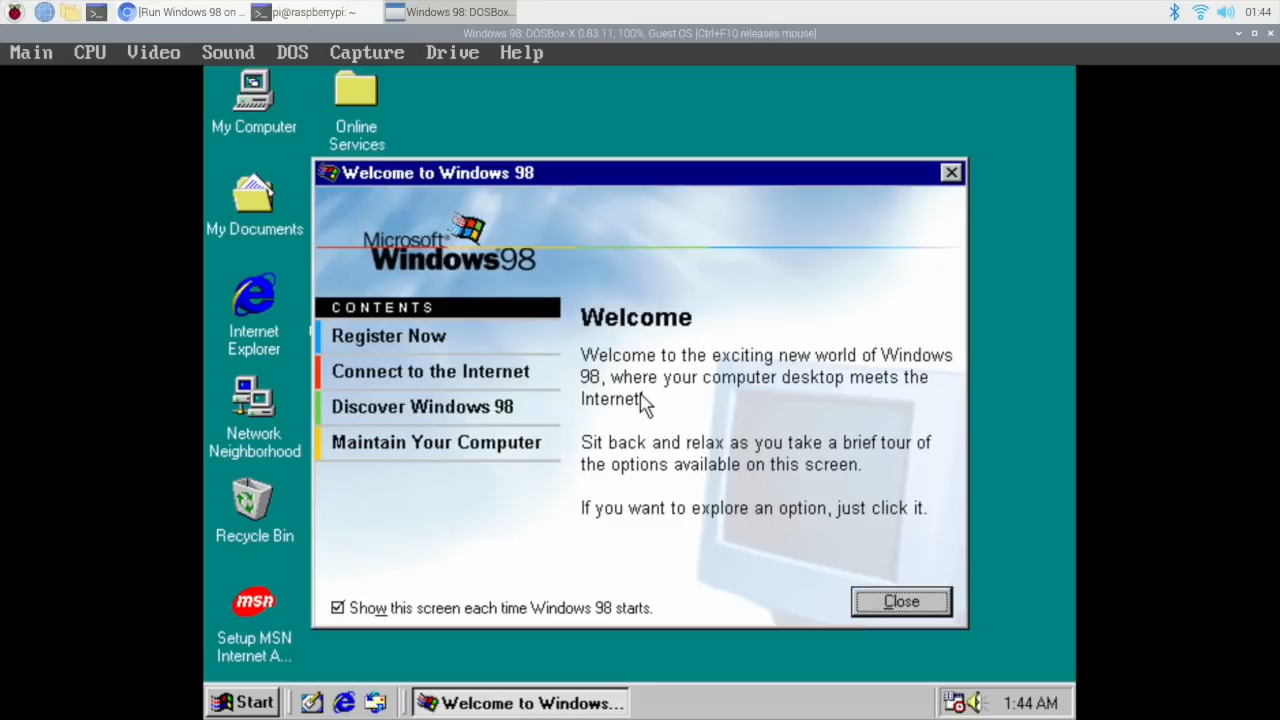 [Run Windows 98 on ...
pi@raspberrypi: ~
Windows 98: DOSBox...
01:44
Windows 98: DOSBox-X 0.83 11, 100%, Guest OS [Ctrl+F10 releases mouse]
Main CPU Video Sound DOS Capture Drive Help
My Computer
Online
Services
My Documents
Internet
Explorer
Network
Neighborhood
Recycle Bin
msn
Setup MSN
Internet A...
Welcome to Windows 98
Microsoft
Windows98
CONTENTS
Register Now
Connect to the Internet
Discover Windows 98
Maintain Your Computer
Welcome
Welcome to the exciting new world of Windows
98, where your computer desktop meets the
Internet
Sit back and relax as you take a brief tour of
the options available on this screen.
If you want to explore an option, just click it.
Show this screen each time Windows 98 starts.
Close
Start
Welcome to Windows...
1:44 AM